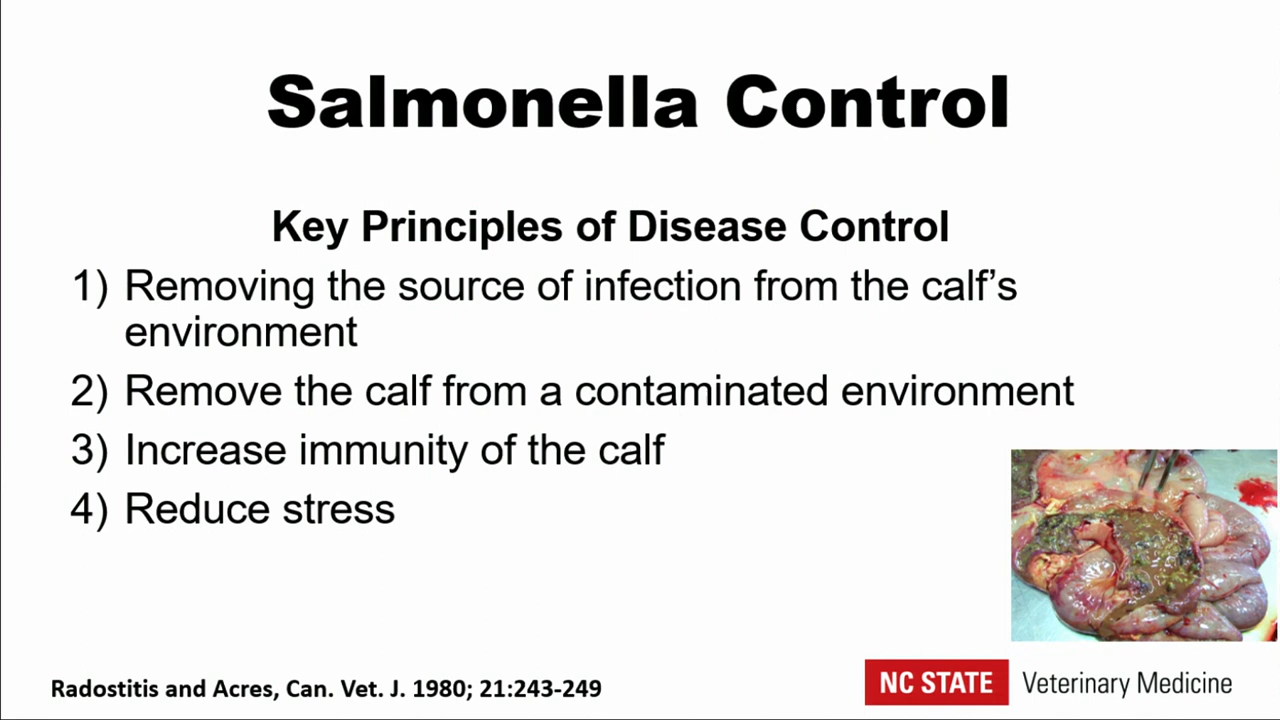 Salmonella Control
Key Principles of Disease Control
1) Removing the source of infection from the calf’s
environment
2) Remove the calf from a contaminated environment
3) Increase immunity of the calf
4) Reduce stress
Radostitis and Acres, Can. Vet. J. 1980; 21:243-249
NC STATE Veterinary Medicine